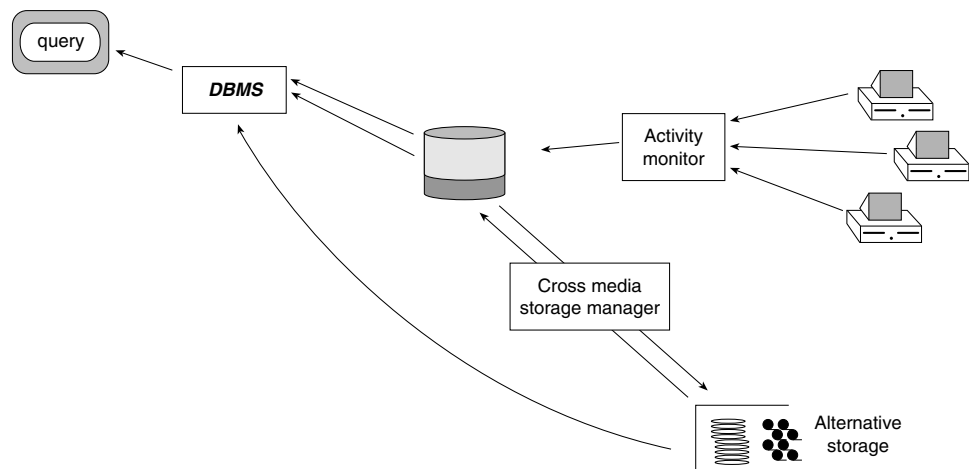 query
DBMS
Activity
monitor
Cross media
storage manager
Alternative
storage